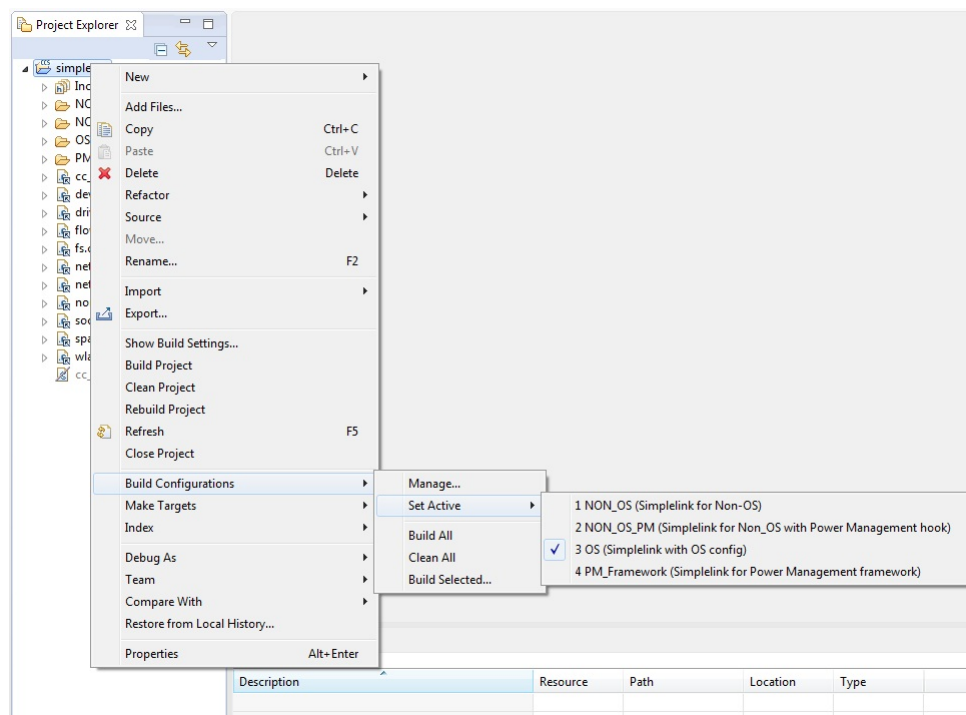 Project Explorer
CCS
simple
New
Inc
NO
Add Files...
NO
Copy Ctrl+C
OS
Paste Ctrl+V
PM
Delete Delete
cc_
Refactor
dev
Source
driv
Move...
flo
Rename... F2
fs.c
net
Import
net
Export...
no
soc
Show Build Settings...
spa
Build Project
wla
cc_
Clean Project
Rebuild Project
Refresh F5
Close Project
Build Configurations
Manage...
Make Targets
Set Active
1 NON_OS (Simplelink for Non-OS)
Index
2 NON_OS_PM (Simplelink for Non_OS with Power Management hook)
Build All
Debug As
Clean All
3 OS (Simplelink with OS config)
Team
Build Selected...
4 PM_Framework (Simplelink for Power Management framework)
Compare With
Restore from Local History...
Properties Alt+Enter
Description Resource Path Location Type